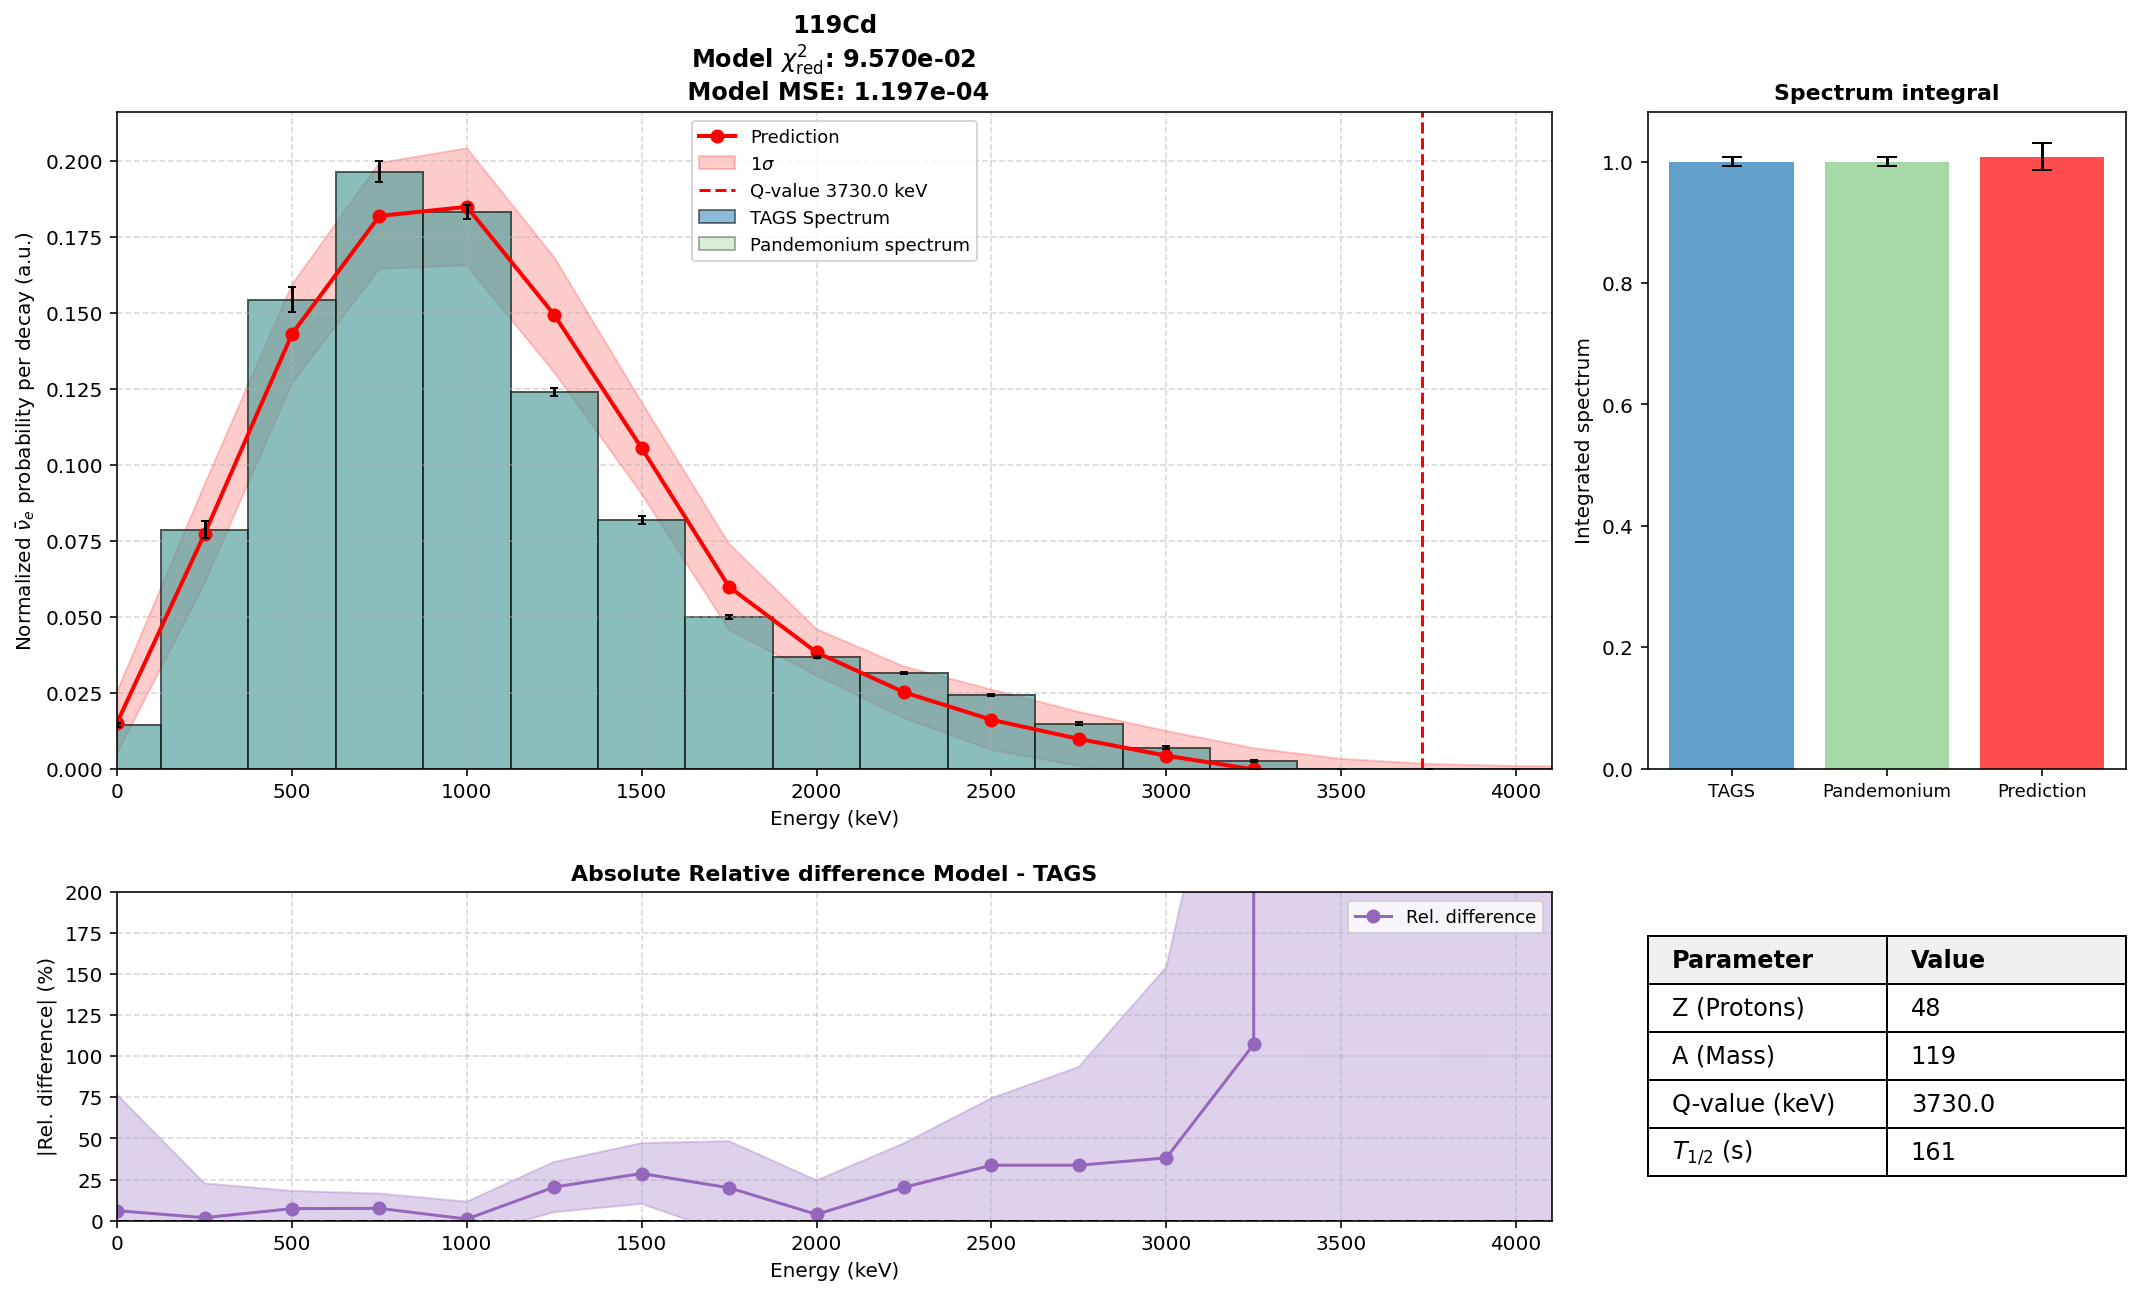 119Cd
Model χ²red: 9.570e-02
Model MSE: 1.197e-04
Normalized ν̄e probability per decay (a.u.)
0.200
0.175
0.150
0.125
0.100
0.075
0.050
0.025
0.000
Prediction
1σ
Q-value 3730.0 keV
TAGS Spectrum
Pandemonium spectrum
0 500 1000 1500 2000 2500 3000 3500 4000
Energy (keV)
Spectrum integral
Integrated spectrum
1.0
0.8
0.6
0.4
0.2
0.0
TAGS Pandemonium Prediction
Absolute Relative difference Model - TAGS
|Rel. difference| (%)
200
175
150
125
100
75
50
25
0
Rel. difference
0 500 1000 1500 2000 2500 3000 3500 4000
Energy (keV)
Parameter Value
Z (Protons) 48
A (Mass) 119
Q-value (keV) 3730.0
T1/2 (s) 161